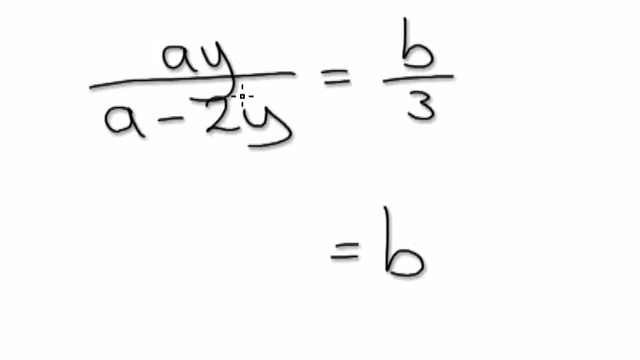 ay/(a - 2y) = b/3
= b